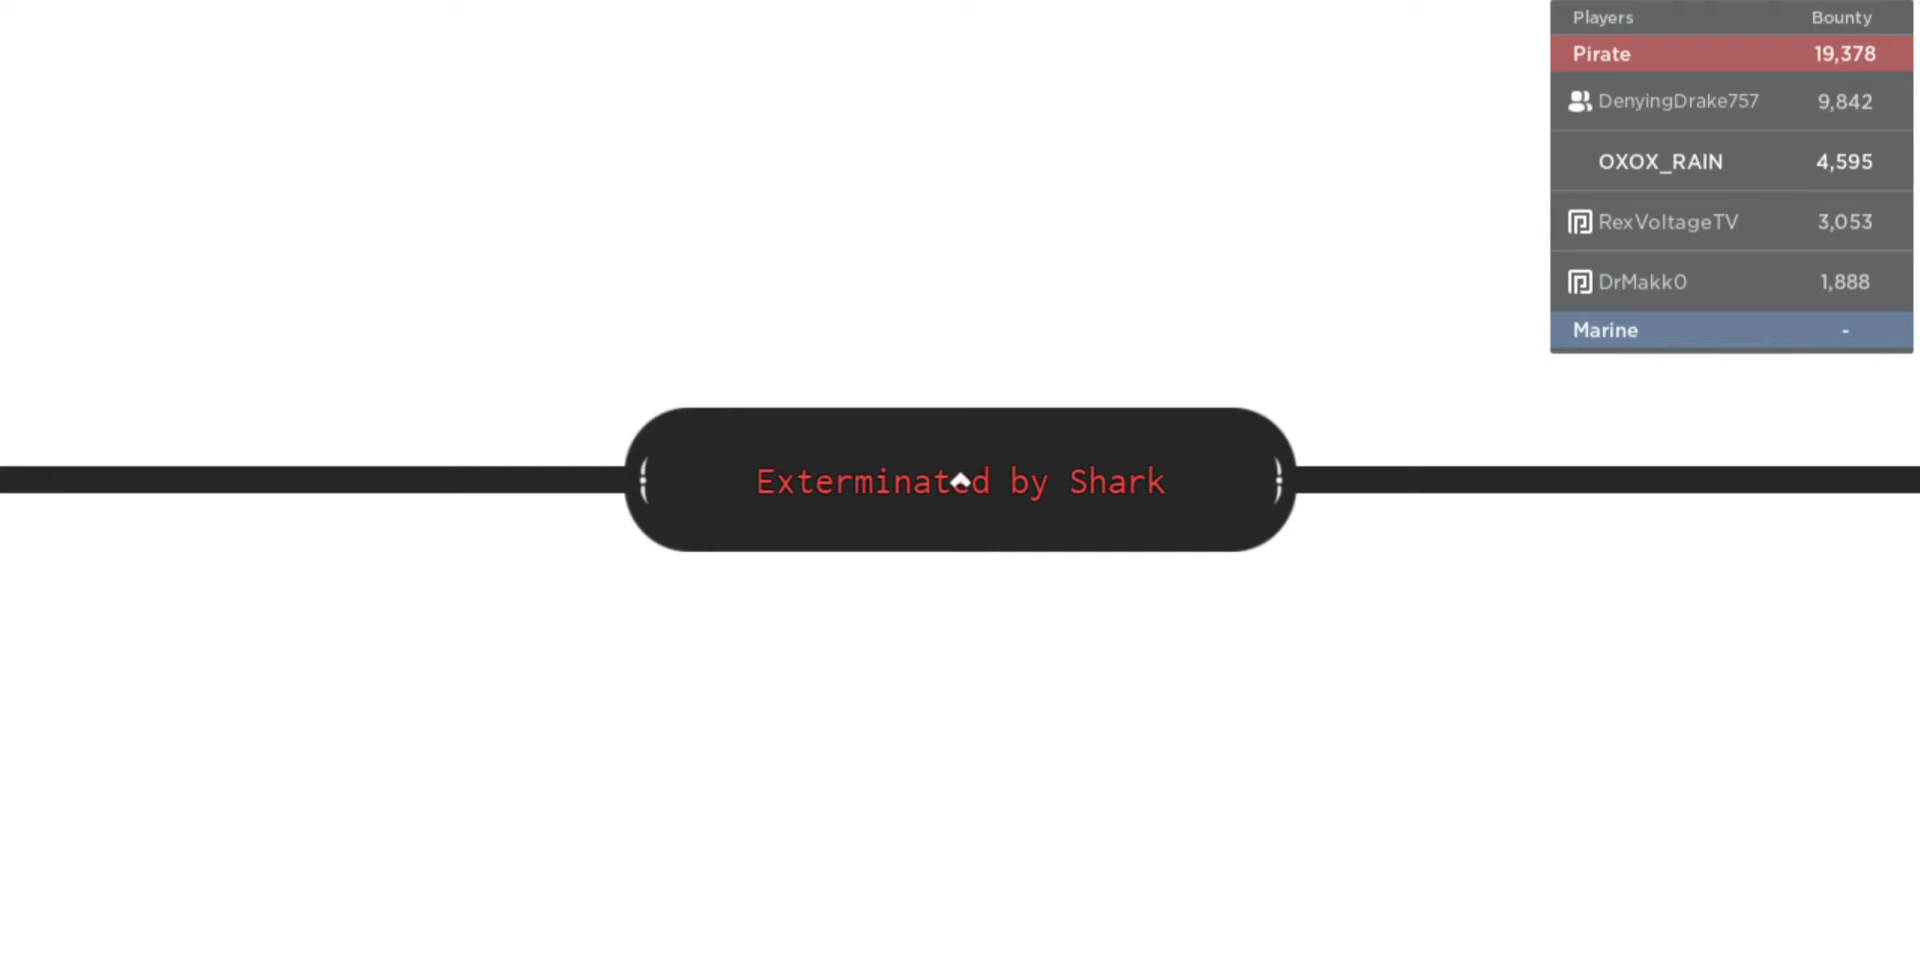 Players Bounty
Pirate 19,378
DenyingDrake757 9,842
OXOX_RAIN 4,595
RexVoltageTV 3,053
DrMakk0 1,888
Marine -
Exterminated by Shark